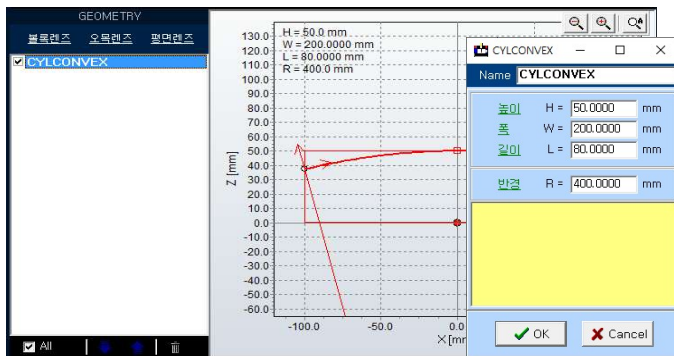 GEOMETRY
볼록렌즈 오목렌즈 평면렌즈
CYLCONVEX
All
H = 50.0 mm
W = 200.0000 mm
L = 80.0000 mm
R = 400.0 mm
130.0
120.0
110.0
100.0
90.0
80.0
70.0
60.0
50.0
40.0
30.0
20.0
10.0
0.0
-10.0
-20.0
-30.0
-40.0
-50.0
-60.0
Z [mm]
-100.0 -50.0 0.0
X [mm
CYLCONVEX
Name CYLCONVEX
높이 H = 50.0000 mm
폭 W = 200.0000 mm
길이 L = 80.0000 mm
반경 R = 400.0000 mm
OK Cancel